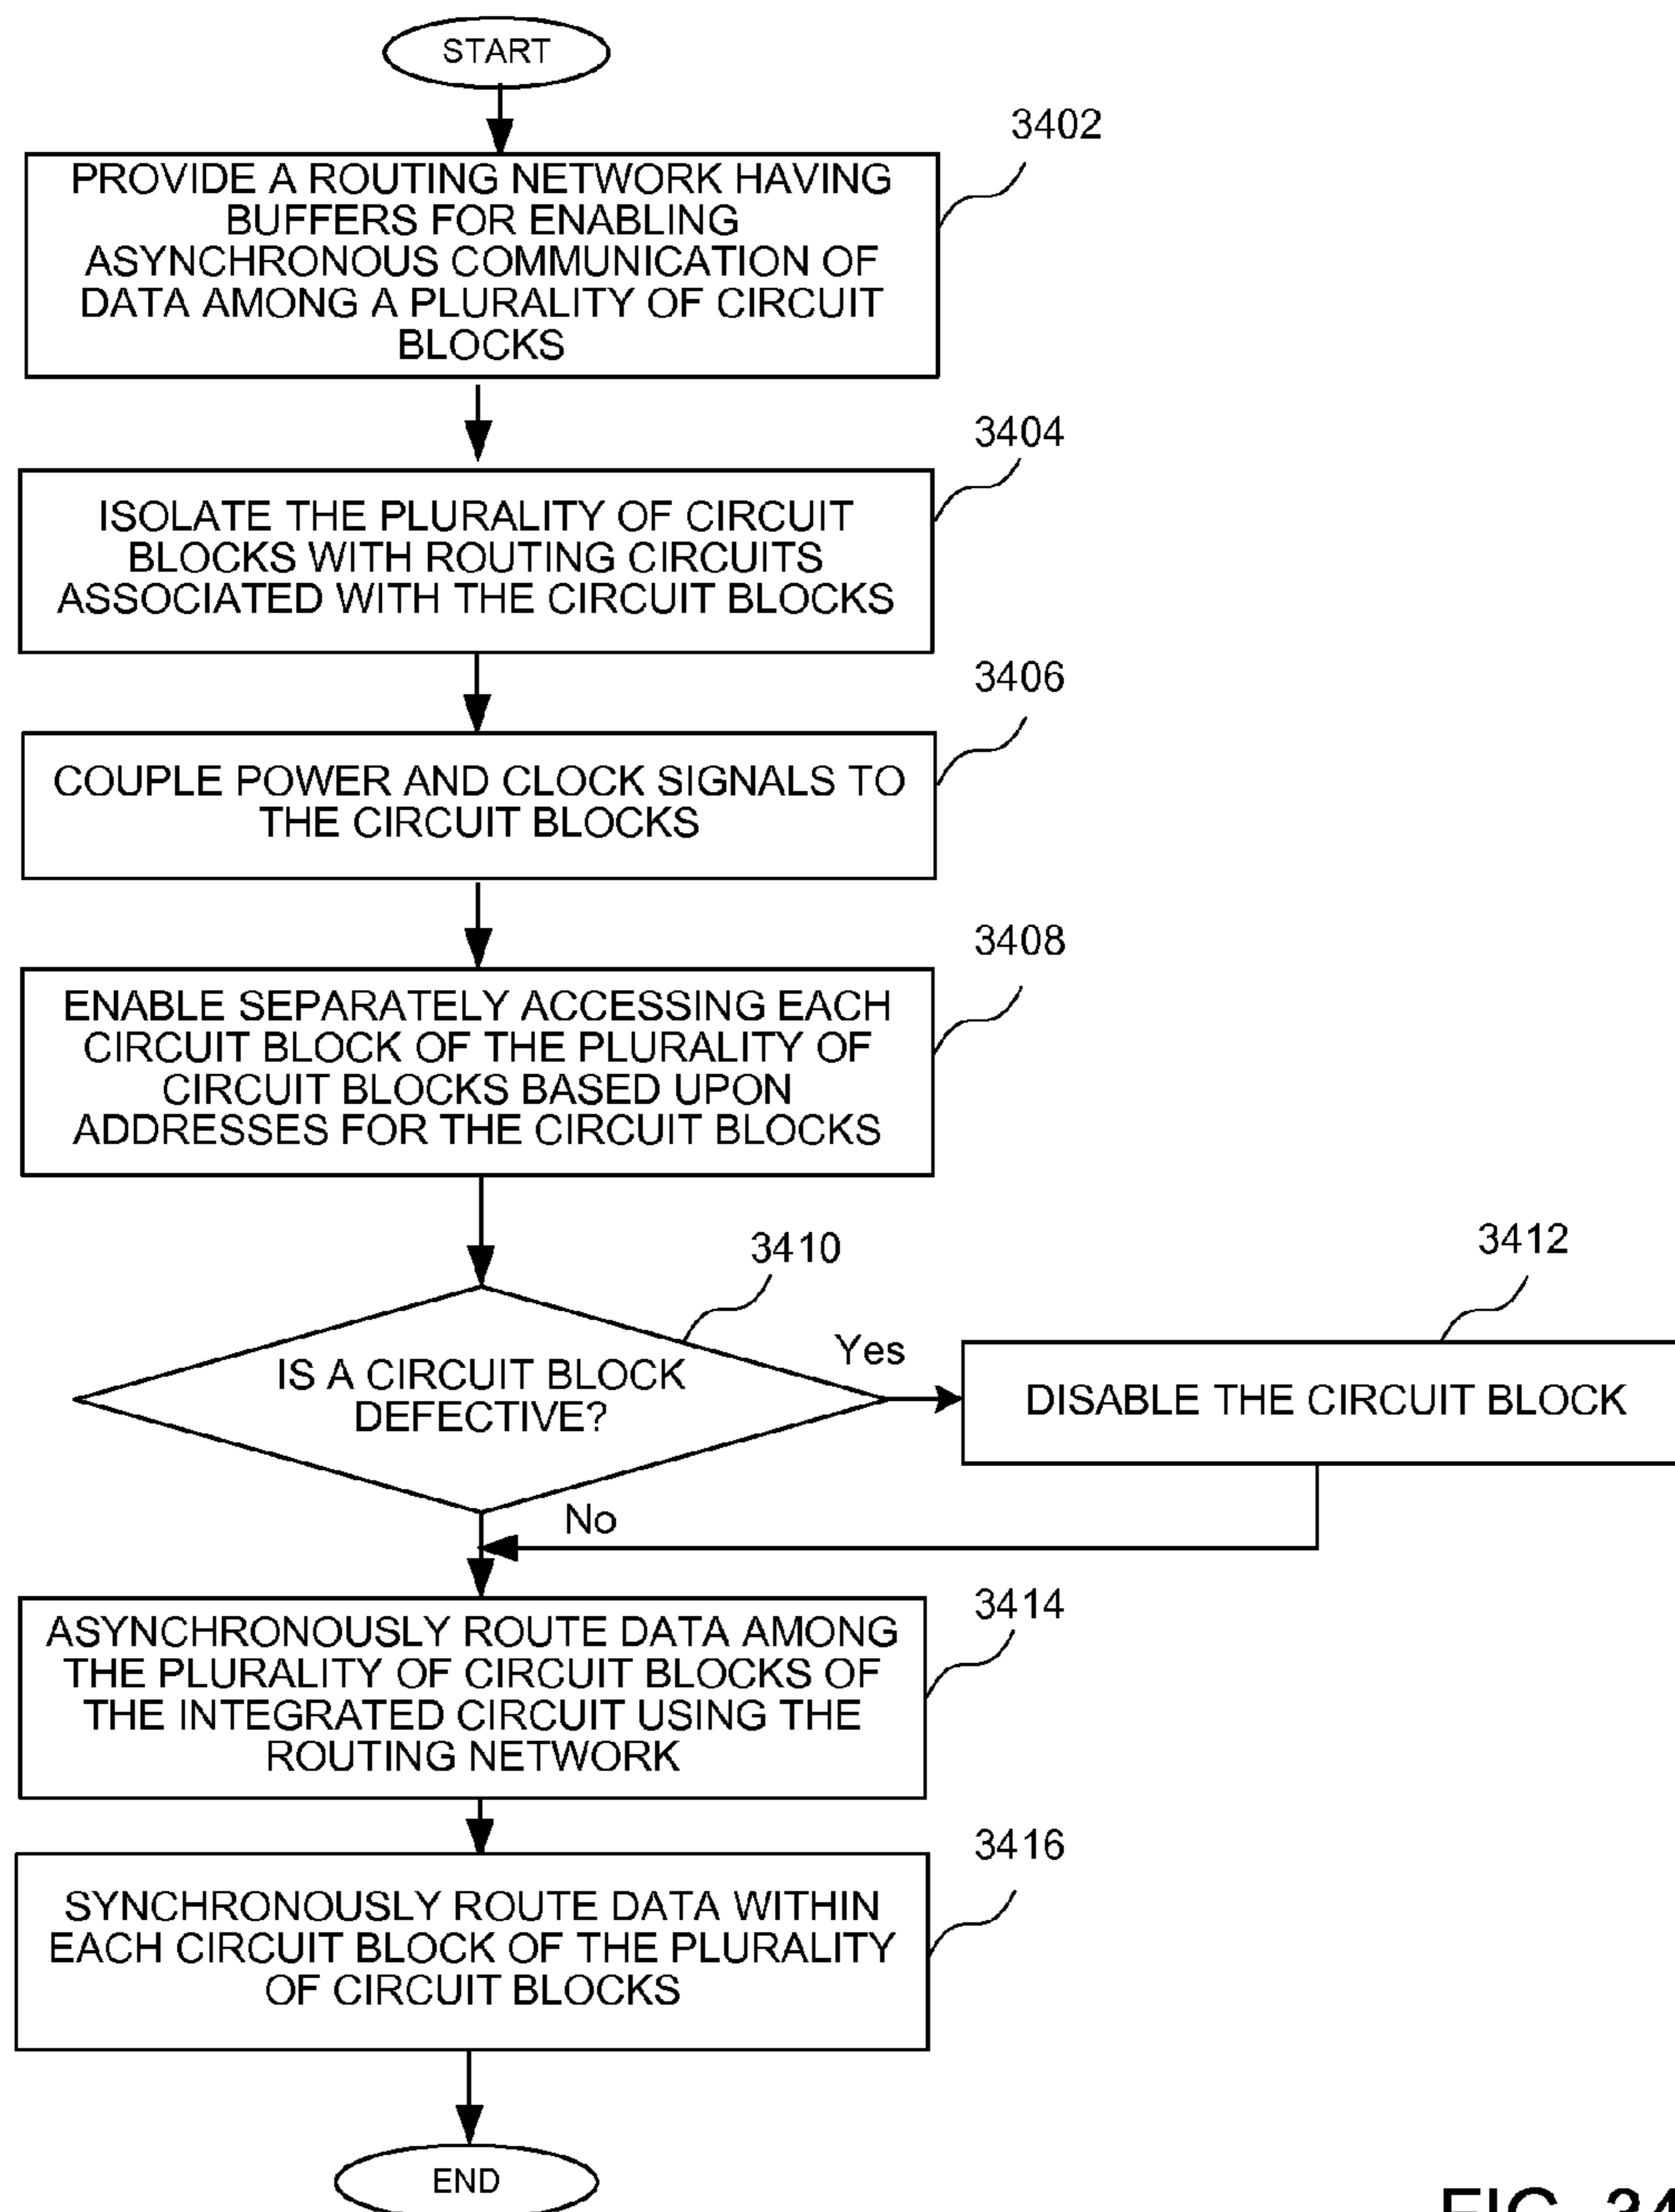 START
3402
PROVIDE A ROUTING NETWORK HAVING
BUFFERS FOR ENABLING
ASYNCHRONOUS COMMUNICATION OF
DATA AMONG A PLURALITY OF CIRCUIT
BLOCKS
3404
ISOLATE THE PLURALITY OF CIRCUIT
BLOCKS WITH ROUTING CIRCUITS
ASSOCIATED WITH THE CIRCUIT BLOCKS
3406
COUPLE POWER AND CLOCK SIGNALS TO
THE CIRCUIT BLOCKS
3408
ENABLE SEPARATELY ACCESSING EACH
CIRCUIT BLOCK OF THE PLURALITY OF
CIRCUIT BLOCKS BASED UPON
ADDRESSES FOR THE CIRCUIT BLOCKS
3410
IS A CIRCUIT BLOCK
DEFECTIVE?
Yes
3412
DISABLE THE CIRCUIT BLOCK
No
3414
ASYNCHRONOUSLY ROUTE DATA AMONG
THE PLURALITY OF CIRCUIT BLOCKS OF
THE INTEGRATED CIRCUIT USING THE
ROUTING NETWORK
3416
SYNCHRONOUSLY ROUTE DATA WITHIN
EACH CIRCUIT BLOCK OF THE PLURALITY
OF CIRCUIT BLOCKS
END
FIG. 34